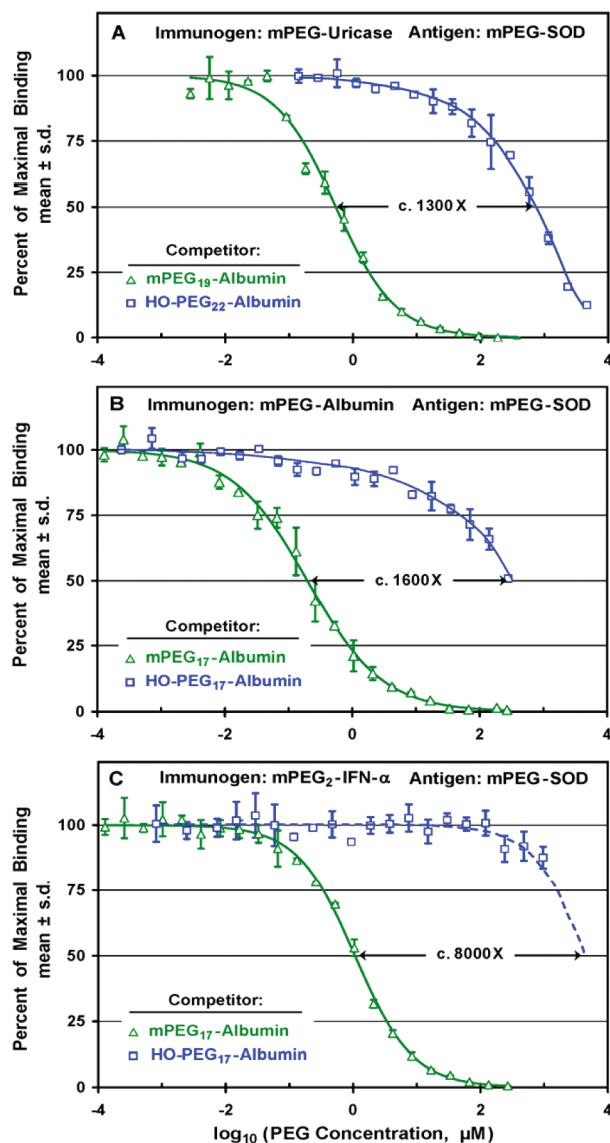 A Immunogen: mPEG-Uricase Antigen: mPEG-SOD
Percent of Maximal Binding
mean ± s.d.
100
75
50
25
0
c. 1300 X
Competitor:
mPEG19-Albumin
HO-PEG22-Albumin
-4 -2 0 2 4
B Immunogen: mPEG-Albumin Antigen: mPEG-SOD
Percent of Maximal Binding
mean ± s.d.
100
75
50
25
0
c. 1600X
Competitor:
mPEG17-Albumin
HO-PEG17-Albumin
-4 -2 0 2 4
C Immunogen: mPEG2-IFN-α Antigen: mPEG-SOD
Percent of Maximal Binding
mean ± s.d.
100
75
50
25
0
c. 8000X
Competitor:
mPEG17-Albumin
HO-PEG17-Albumin
-4 -2 0 2 4
log10 (PEG Concentration, µM)